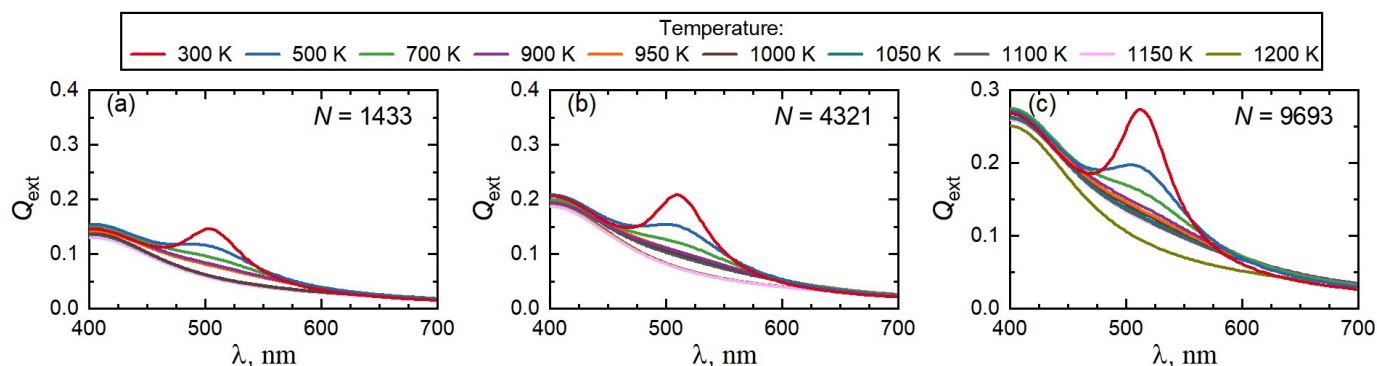 Temperature:
300 K 500 K 700 K 900 K 950 K 1000 K 1050 K 1100 K 1150 K 1200 K
(a) N = 1433
0.4
0.3
0.2
0.1
0.0
Qext
400 500 600 700
λ, nm
(b) N = 4321
0.4
0.3
0.2
0.1
0.0
Qext
400 500 600 700
λ, nm
(c) N = 9693
0.3
0.2
0.1
0.0
Qext
400 500 600 700
λ, nm